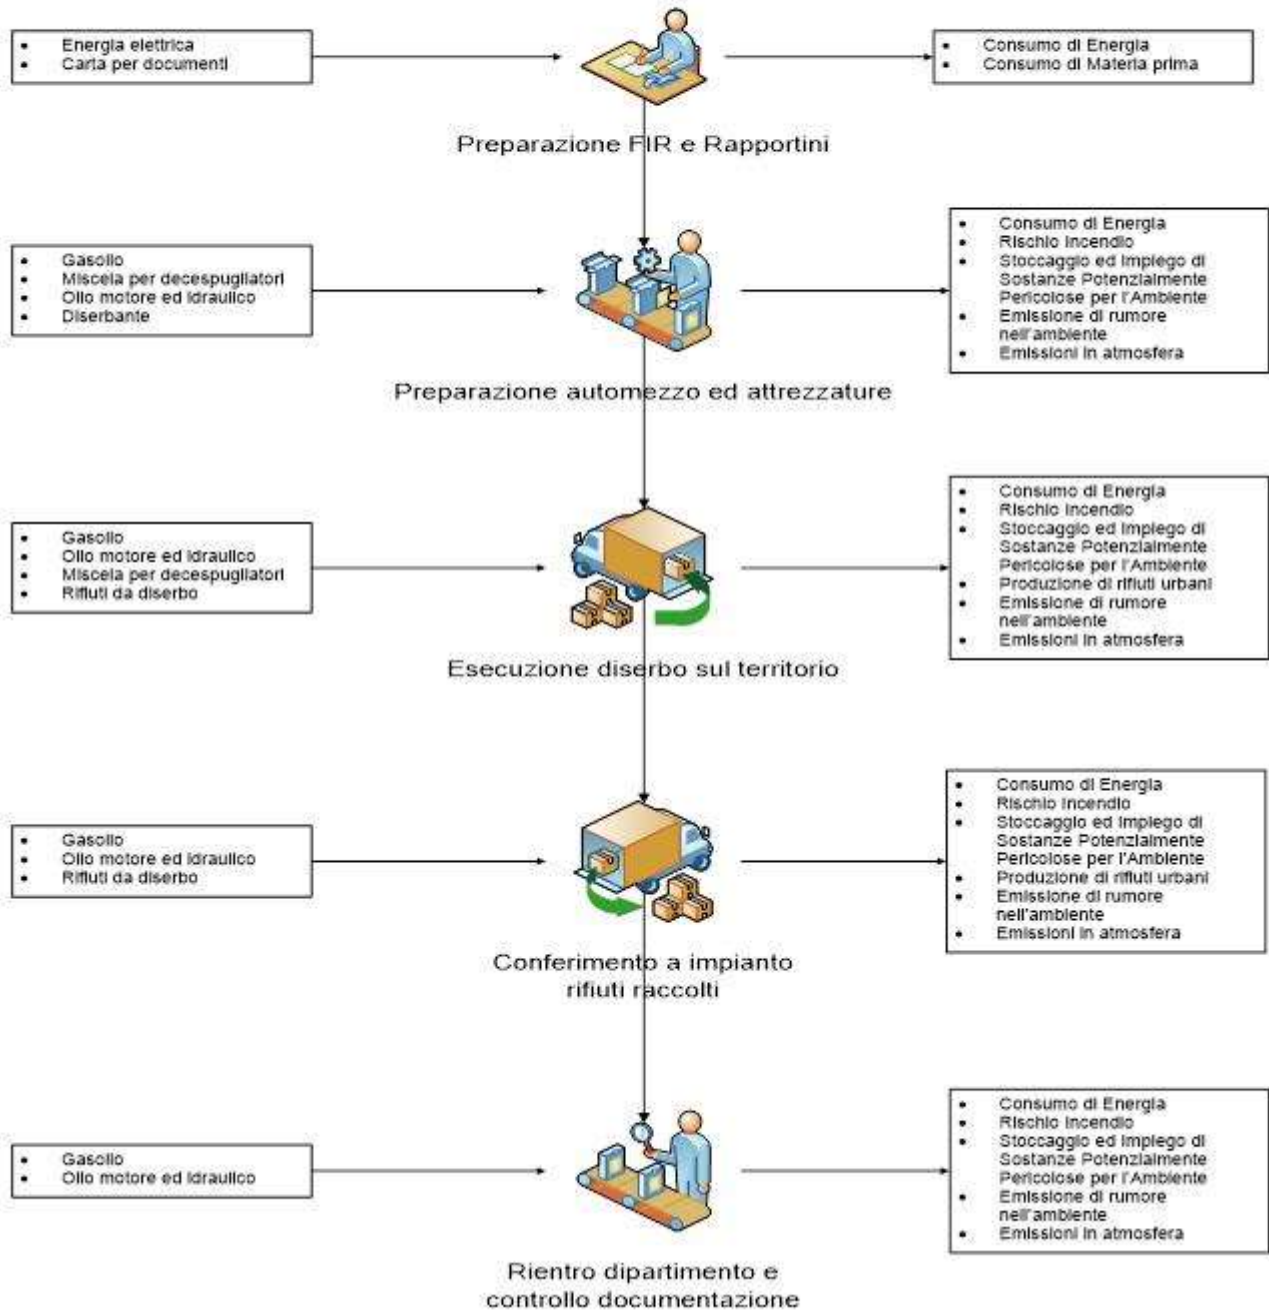 Energia elettrica
Carta per documenti
Consumo di Energia
Consumo di Materia prima
Preparazione FIR e Rapportini
Gasolio
Miscela per decespugliatori
Olio motore ed idraulico
Diserbante
Consumo di Energia
Rischio Incendio
Stoccaggio ed Impiego di
Sostanze Potenzialmente
Pericolose per l'Ambiente
Emissione di rumore
nell'ambiente
Emissioni in atmosfera
Preparazione automezzo ed attrezzature
Gasolio
Olio motore ed idraulico
Miscela per decespugliatori
Rifiuti da diserbo
Consumo di Energia
Rischio Incendio
Stoccaggio ed Impiego di
Sostanze Potenzialmente
Pericolose per l'Ambiente
Produzione di rifiuti urbani
Emissione di rumore
nell'ambiente
Emissioni in atmosfera
Esecuzione diserbo sul territorio
Gasolio
Olio motore ed idraulico
Rifiuti da diserbo
Consumo di Energia
Rischio Incendio
Stoccaggio ed Impiego di
Sostanze Potenzialmente
Pericolose per l'Ambiente
Produzione di rifiuti urbani
Emissione di rumore
nell'ambiente
Emissioni in atmosfera
Conferimento a impianto
rifiuti raccolti
Gasolio
Olio motore ed idraulico
Consumo di Energia
Rischio Incendio
Stoccaggio ed Impiego di
Sostanze Potenzialmente
Pericolose per l'Ambiente
Emissione di rumore
nell'ambiente
Emissioni in atmosfera
Rientro dipartimento e
controllo documentazione